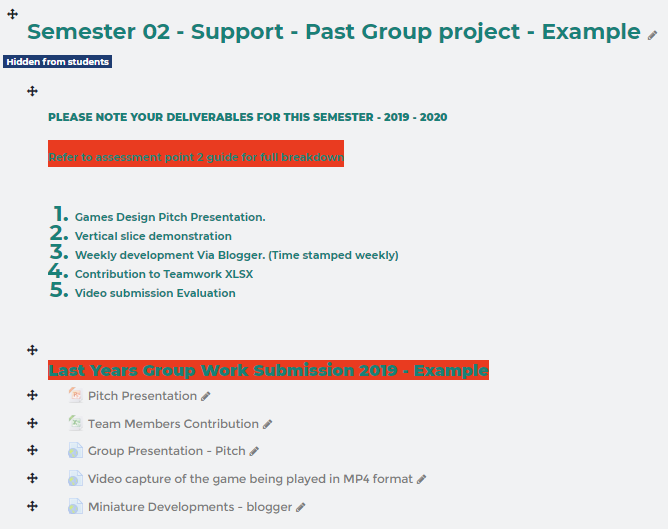 Semester 02 - Support - Past Group project - Example
Hidden from students
PLEASE NOTE YOUR DELIVERABLES FOR THIS SEMESTER - 2019 - 2020
Refer to assessment point 2 guide for full breakdown
1. Games Design Pitch Presentation.
2. Vertical slice demonstration
3. Weekly development Via Blogger. (Time stamped weekly)
4. Contribution to Teamwork XLSX
5. Video submission Evaluation
Last Years Group Work Submission 2019 - Example
Pitch Presentation
Team Members Contribution
Group Presentation - Pitch
Video capture of the game being played in MP4 format
Miniature Developments - blogger